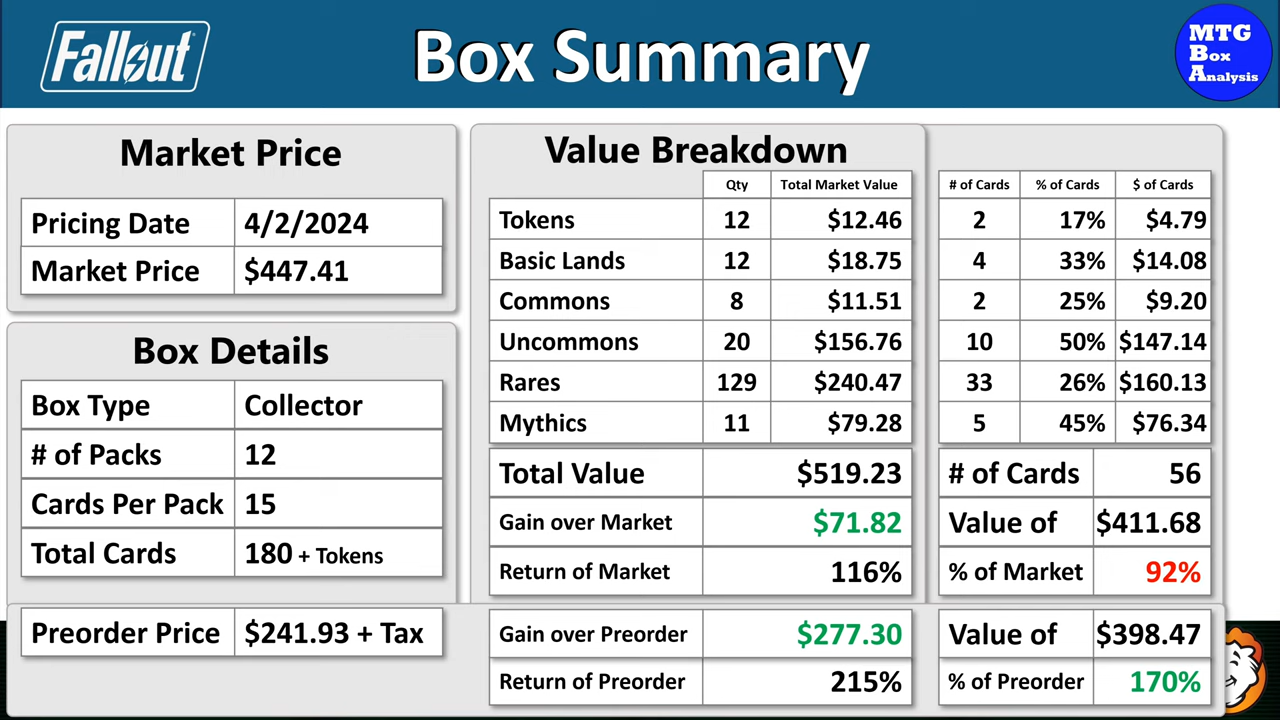 Fallout
Box Summary
MTG
Box
Analysis
Market Price
Pricing Date 4/2/2024
Market Price $447.41
Box Details
Box Type Collector
# of Packs 12
Cards Per Pack 15
Total Cards 180 + Tokens
Preorder Price $241.93 + Tax
Value Breakdown
Qty Total Market Value # of Cards % of Cards $ of Cards
Tokens 12 $12.46 2 17% $4.79
Basic Lands 12 $18.75 4 33% $14.08
Commons 8 $11.51 2 25% $9.20
Uncommons 20 $156.76 10 50% $147.14
Rares 129 $240.47 33 26% $160.13
Mythics 11 $79.28 5 45% $76.34
Total Value $519.23 # of Cards 56
Gain over Market $71.82 Value of $411.68
Return of Market 116% % of Market 92%
Gain over Preorder $277.30 Value of $398.47
Return of Preorder 215% % of Preorder 170%